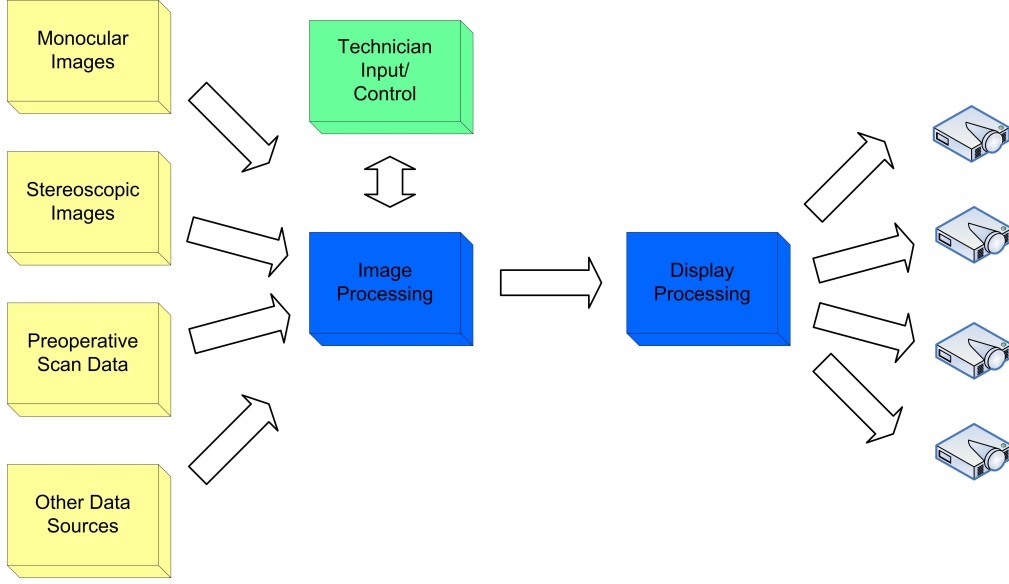 Monocular
Images
Technician
Input/
Control
Stereoscopic
Images
Image
Processing
Display
Processing
Preoperative
Scan Data
Other Data
Sources